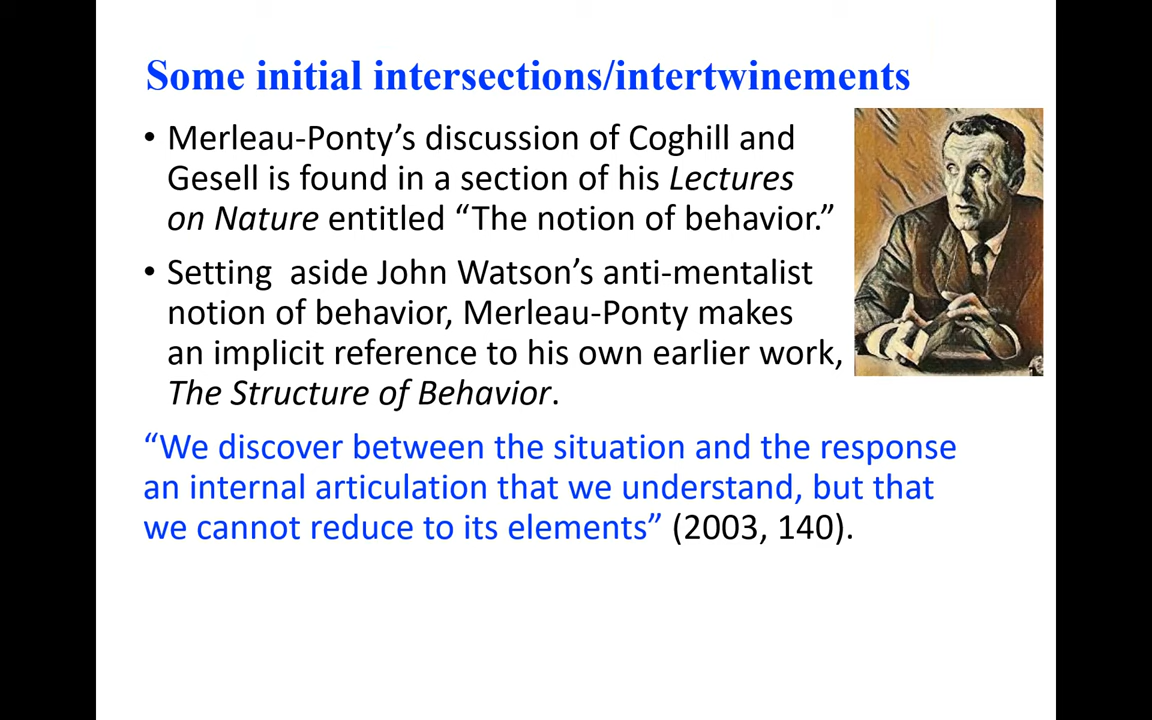 Some initial intersections/intertwinements
• Merleau-Ponty’s discussion of Coghill and
Gesell is found in a section of his Lectures
on Nature entitled “The notion of behavior.”
• Setting  aside John Watson’s anti-mentalist
notion of behavior, Merleau-Ponty makes
an implicit reference to his own earlier work,
The Structure of Behavior.
“We discover between the situation and the response
an internal articulation that we understand, but that
we cannot reduce to its elements” (2003, 140).